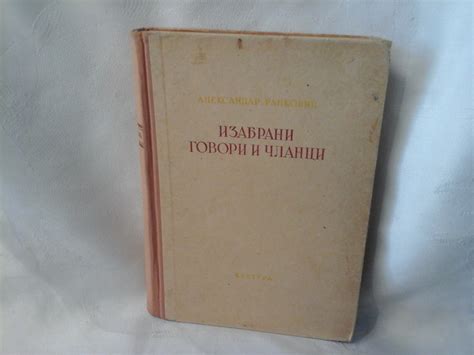 АЛЕКСАНДАР РАНКОВИЋ
ИЗАБРАНИ
ГОВОРИ И ЧЛАНЦИ
КУЛТУРА